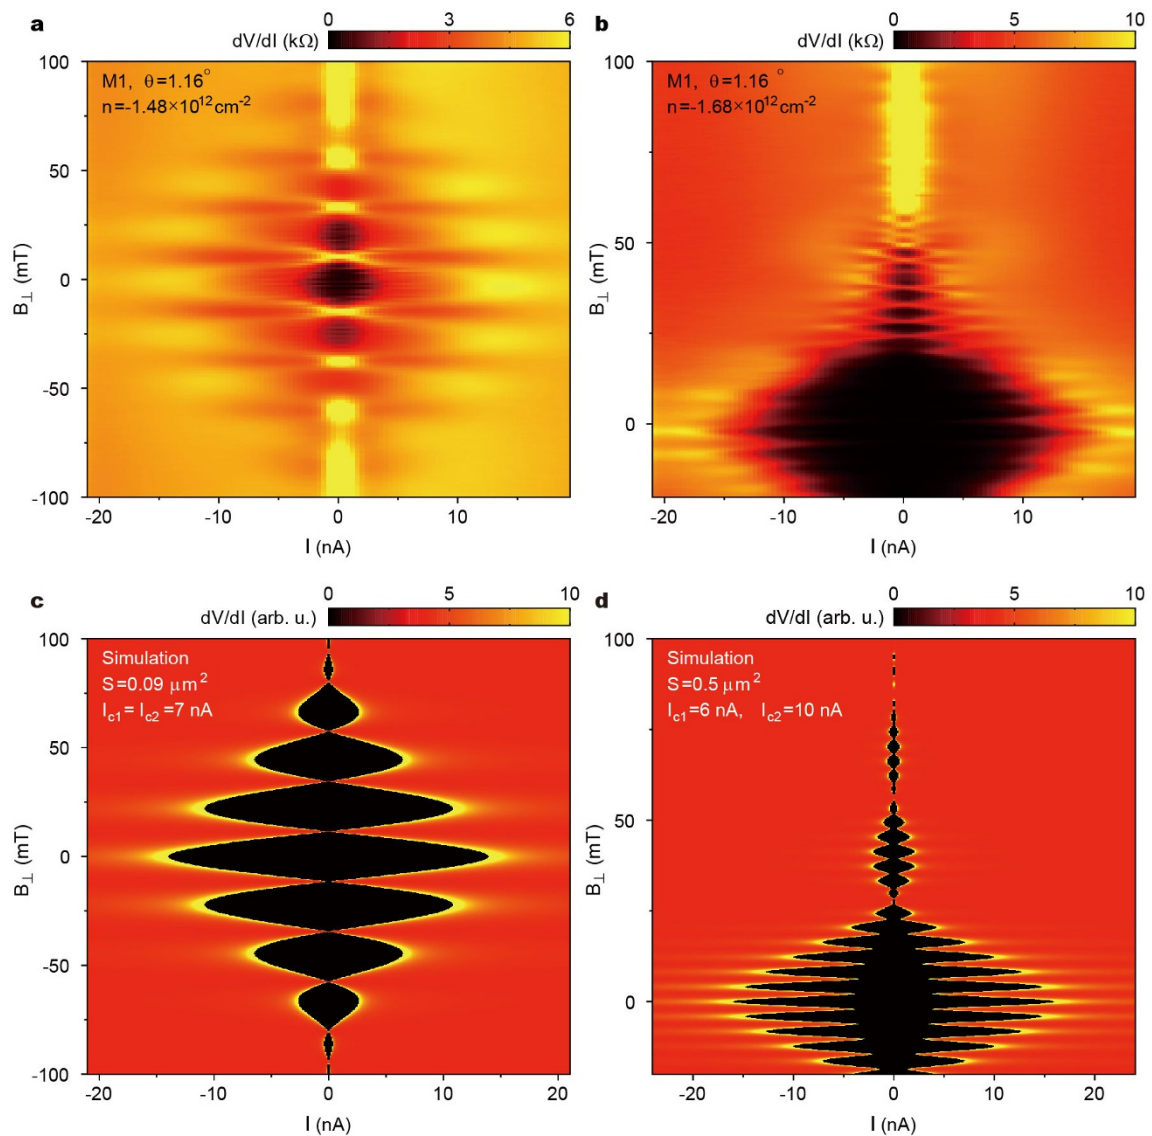 a
dV/dI (kΩ)
0 3 6
M1, θ=1.16°
n=-1.48×10¹²cm⁻²
100
50
0
-50
-100
B⊥ (mT)
-20 -10 0 10
I (nA)
b
dV/dI (kΩ)
0 5 10
M1, θ=1.16 °
n=-1.68×10¹²cm⁻²
100
50
0
B⊥ (mT)
-20 -10 0 10
I (nA)
c
dV/dI (arb. u.)
0 5 10
Simulation
S=0.09 μm²
Ic1= Ic2 =7 nA
100
50
0
-50
-100
B⊥ (mT)
-20 -10 0 10 20
I (nA)
d
dV/dI (arb. u.)
0 5 10
Simulation
S=0.5 μm²
Ic1=6 nA, Ic2=10 nA
100
50
0
B⊥ (mT)
-20 -10 0 10 20
I (nA)